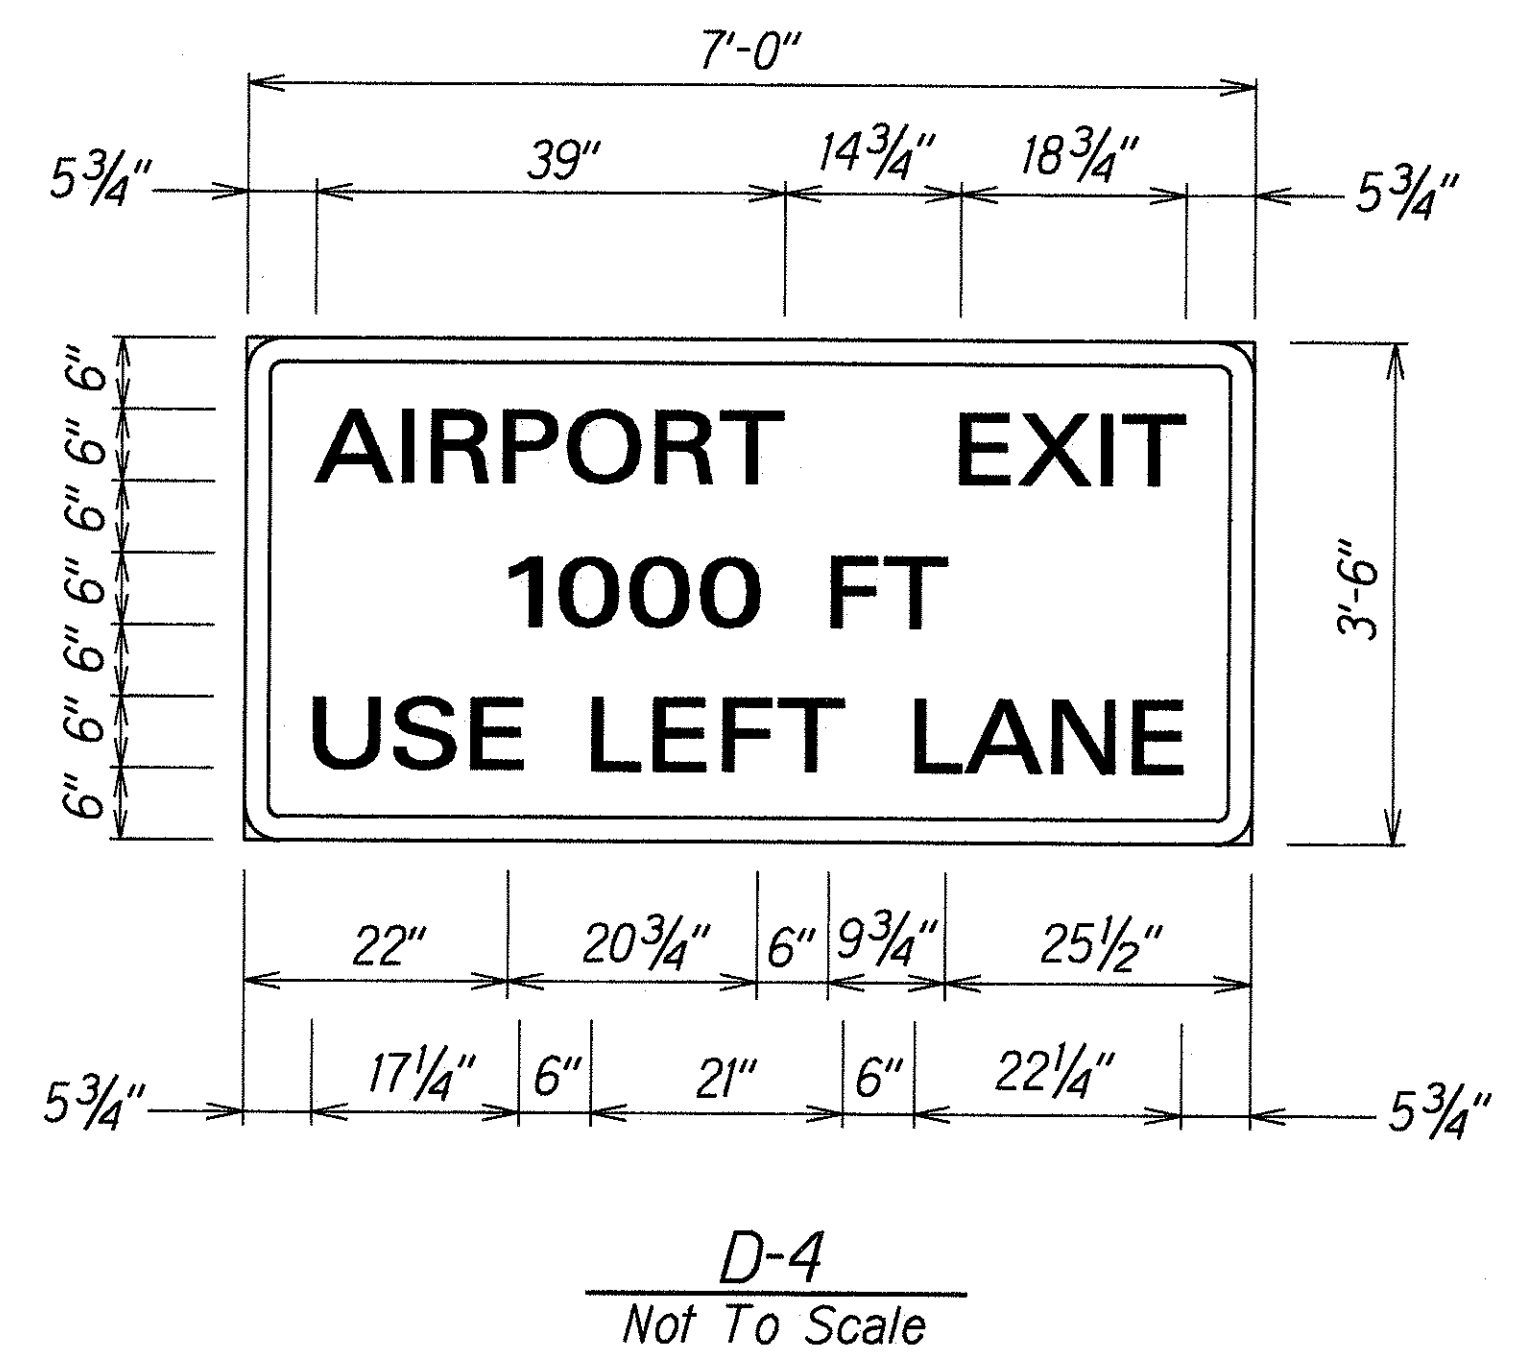 7'-0"
5 3/4" 39" 14 3/4" 18 3/4" 5 3/4"
6"
6"
6"
6"
6"
6"
6"
AIRPORT EXIT
1000 FT
USE LEFT LANE
3'-6"
22" 20 3/4" 6" 9 3/4" 25 1/2"
5 3/4" 17 1/4" 6" 21" 6" 22 1/4" 5 3/4"
D-4
Not To Scale